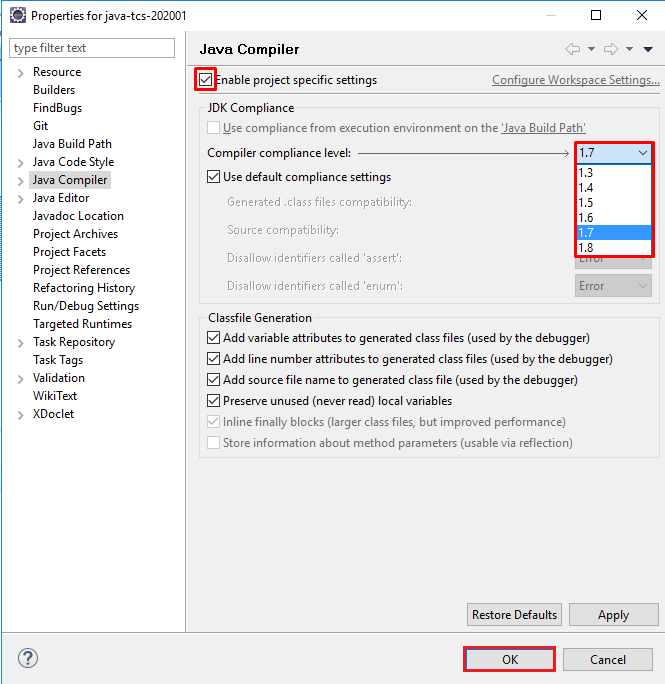 Properties for java-tcs-202001
type filter text
Resource
Builders
FindBugs
Git
Java Build Path
Java Code Style
Java Compiler
Java Editor
Javadoc Location
Project Archives
Project Facets
Project References
Refactoring History
Run/Debug Settings
Targeted Runtimes
Task Repository
Task Tags
Validation
WikiText
XDoclet
Java Compiler
Enable project specific settings Configure Workspace Settings...
JDK Compliance
Use compliance from execution environment on the 'Java Build Path'
Compiler compliance level: 1.7
1.3
1.4
1.5
1.6
1.7
1.8
Use default compliance settings
Generated .class files compatibility:
Source compatibility:
Disallow identifiers called 'assert': Error
Disallow identifiers called 'enum': Error
Classfile Generation
Add variable attributes to generated class files (used by the debugger)
Add line number attributes to generated class files (used by the debugger)
Add source file name to generated class file (used by the debugger)
Preserve unused (never read) local variables
Inline finally blocks (larger class files, but improved performance)
Store information about method parameters (usable via reflection)
Restore Defaults Apply
? OK Cancel